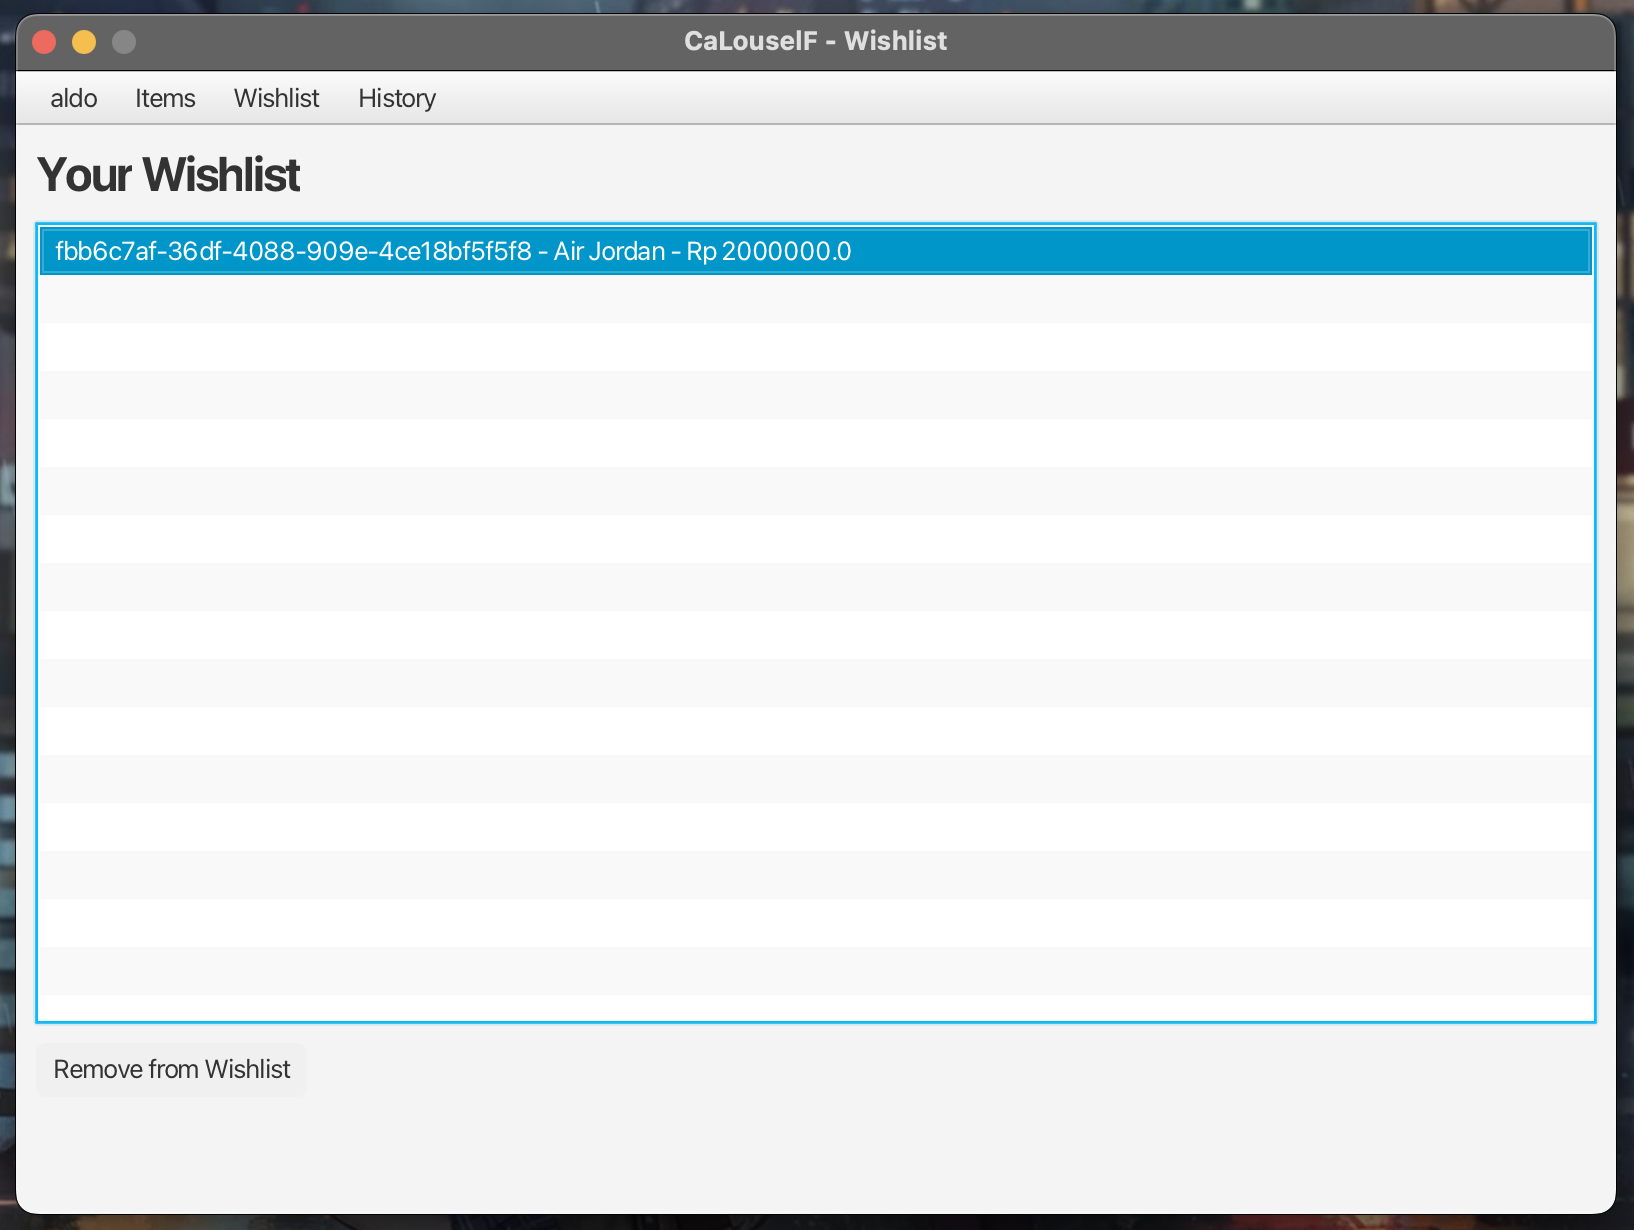 CaLouselF - Wishlist
aldo Items Wishlist History
Your Wishlist
fbb6c7af-36df-4088-909e-4ce18bf5f5f8 - Air Jordan - Rp 2000000.0
Remove from Wishlist